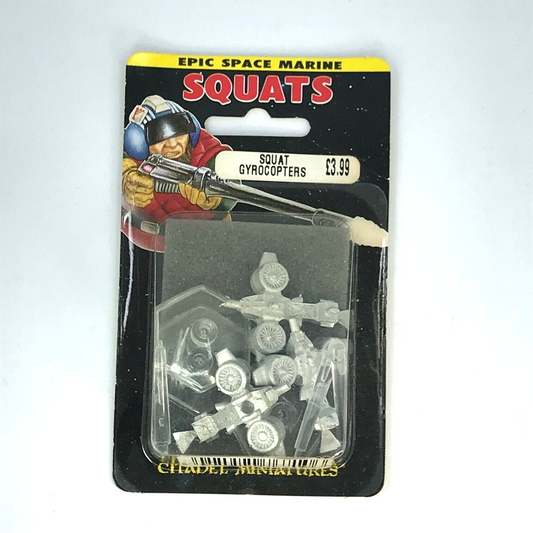 EPIC SPACE MARINE
SQUATS
SQUAT
GYROCOPTERS £3.99
CITADEL MINIATURES